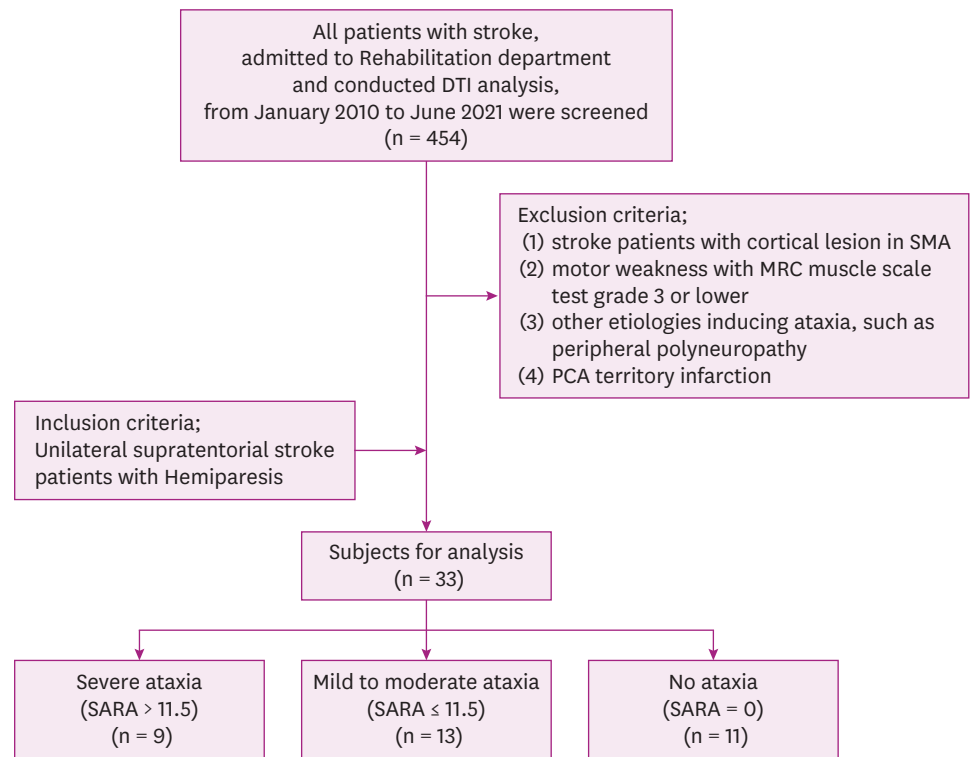 All patients with stroke,
admitted to Rehabilitation department
and conducted DTI analysis,
from January 2010 to June 2021 were screened
(n = 454)
Exclusion criteria;
(1) stroke patients with cortical lesion in SMA
(2) motor weakness with MRC muscle scale
test grade 3 or lower
(3) other etiologies inducing ataxia, such as
peripheral polyneuropathy
(4) PCA territory infarction
Inclusion criteria;
Unilateral supratentorial stroke
patients with Hemiparesis
Subjects for analysis
(n = 33)
Severe ataxia
(SARA > 11.5)
(n = 9)
Mild to moderate ataxia
(SARA ≤ 11.5)
(n = 13)
No ataxia
(SARA = 0)
(n = 11)